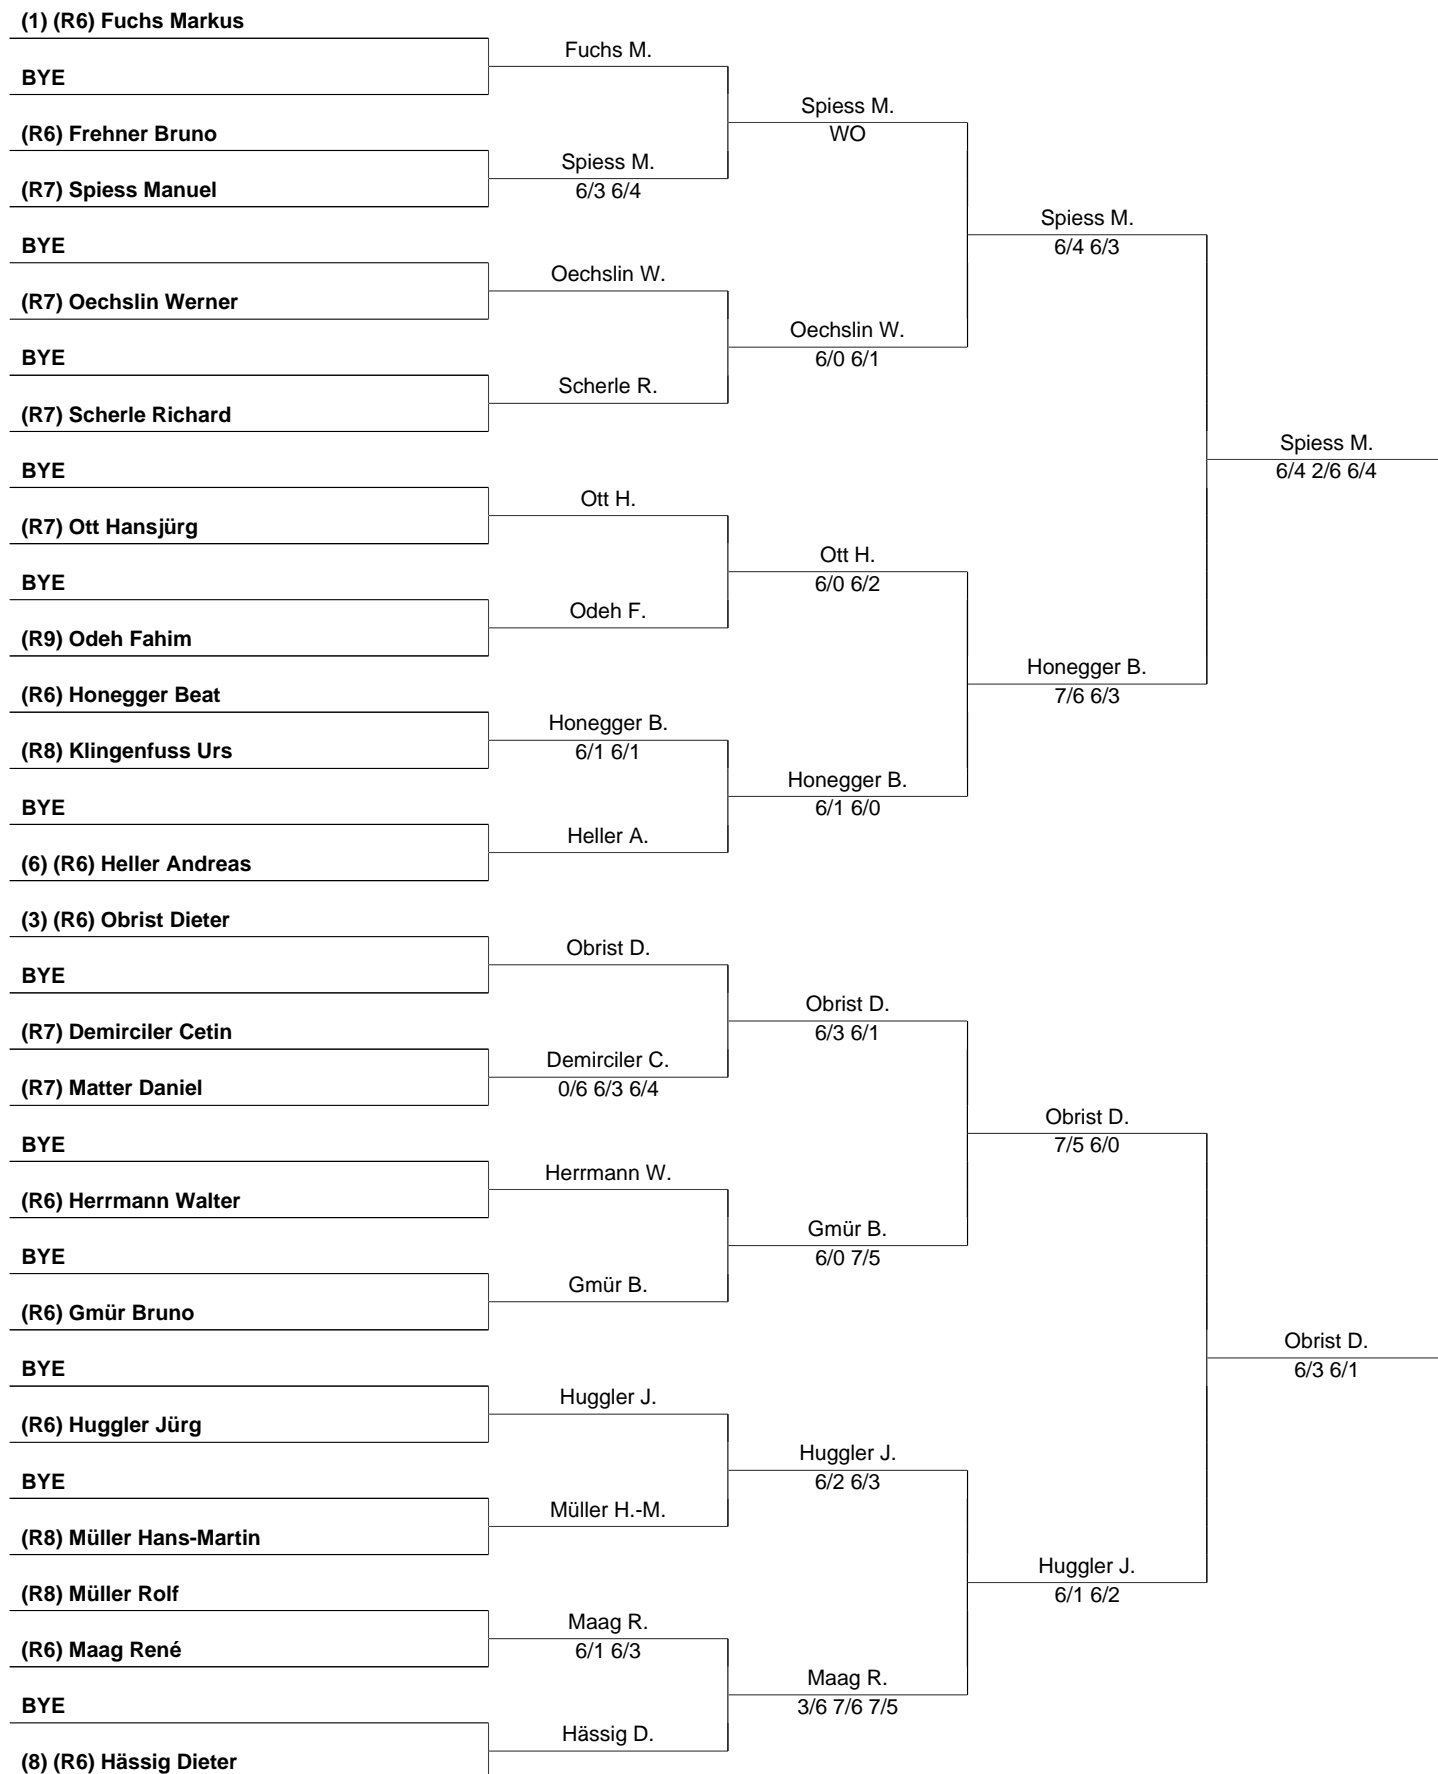 (1) (R6) Fuchs Markus
Fuchs M.
BYE
Spiess M.
WO
(R6) Frehner Bruno
Spiess M.
6/3 6/4
(R7) Spiess Manuel
Spiess M.
6/4 6/3
BYE
Oechslin W.
(R7) Oechslin Werner
Oechslin W.
6/0 6/1
BYE
Scherle R.
(R7) Scherle Richard
Spiess M.
6/4 2/6 6/4
BYE
Ott H.
(R7) Ott Hansjürg
Ott H.
6/0 6/2
BYE
Odeh F.
(R9) Odeh Fahim
Honegger B.
7/6 6/3
(R6) Honegger Beat
Honegger B.
6/1 6/1
(R8) Klingenfuss Urs
Honegger B.
6/1 6/0
BYE
Heller A.
(6) (R6) Heller Andreas
(3) (R6) Obrist Dieter
Obrist D.
BYE
Obrist D.
6/3 6/1
(R7) Demirciler Cetin
Demirciler C.
0/6 6/3 6/4
(R7) Matter Daniel
Obrist D.
7/5 6/0
BYE
Herrmann W.
(R6) Herrmann Walter
Gmür B.
6/0 7/5
BYE
Gmür B.
(R6) Gmür Bruno
Obrist D.
6/3 6/1
BYE
Huggler J.
(R6) Huggler Jürg
Huggler J.
6/2 6/3
BYE
Müller H.-M.
(R8) Müller Hans-Martin
Huggler J.
6/1 6/2
(R8) Müller Rolf
Maag R.
6/1 6/3
(R6) Maag René
Maag R.
3/6 7/6 7/5
BYE
Hässig D.
(8) (R6) Hässig Dieter